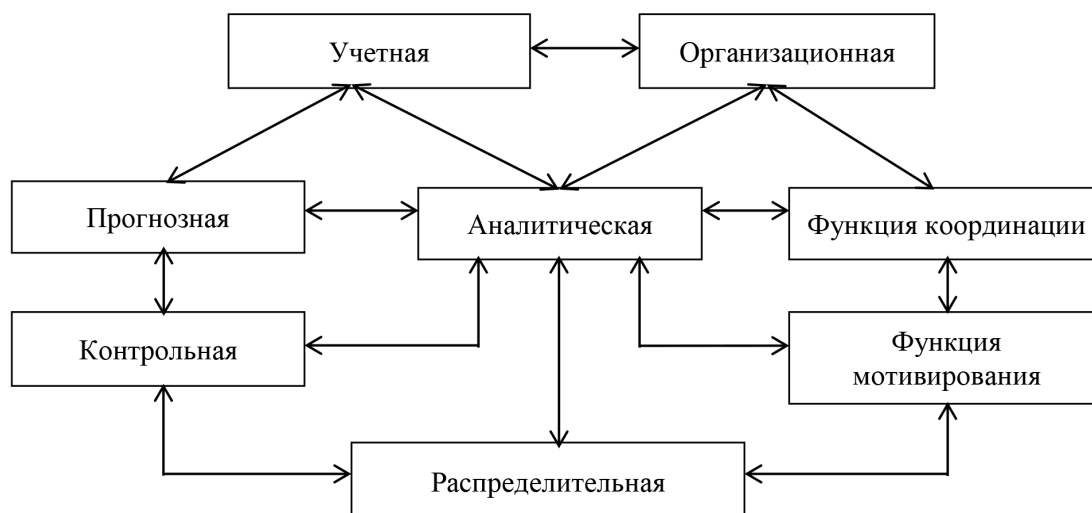 Учетная
Организационная
Прогнозная
Аналитическая
Функция координации
Контрольная
Функция
мотивирования
Распределительная